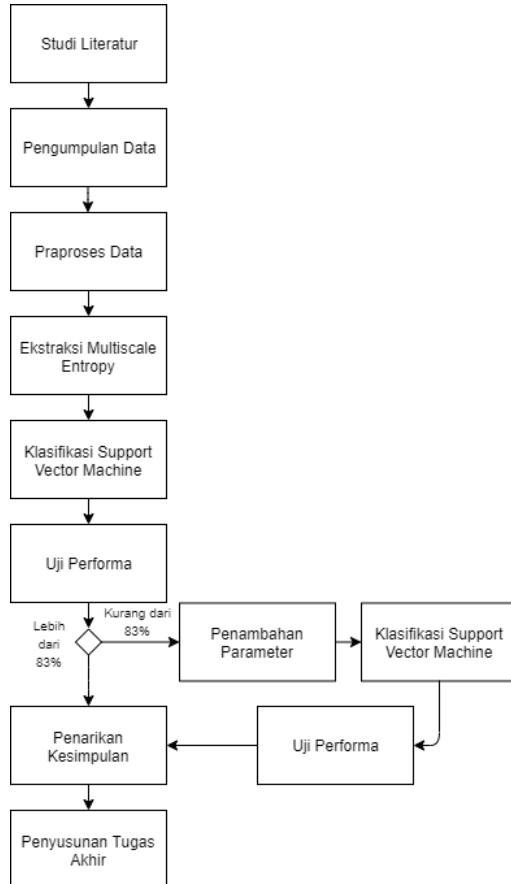 Studi Literatur
Pengumpulan Data
Praproses Data
Ekstraksi Multiscale
Entropy
Klasifikasi Support
Vector Machine
Uji Performa
Lebih
dari
83%
Kurang dari
83%
Penambahan
Parameter
Klasifikasi Support
Vector Machine
Uji Performa
Penarikan
Kesimpulan
Penyusunan Tugas
Akhir